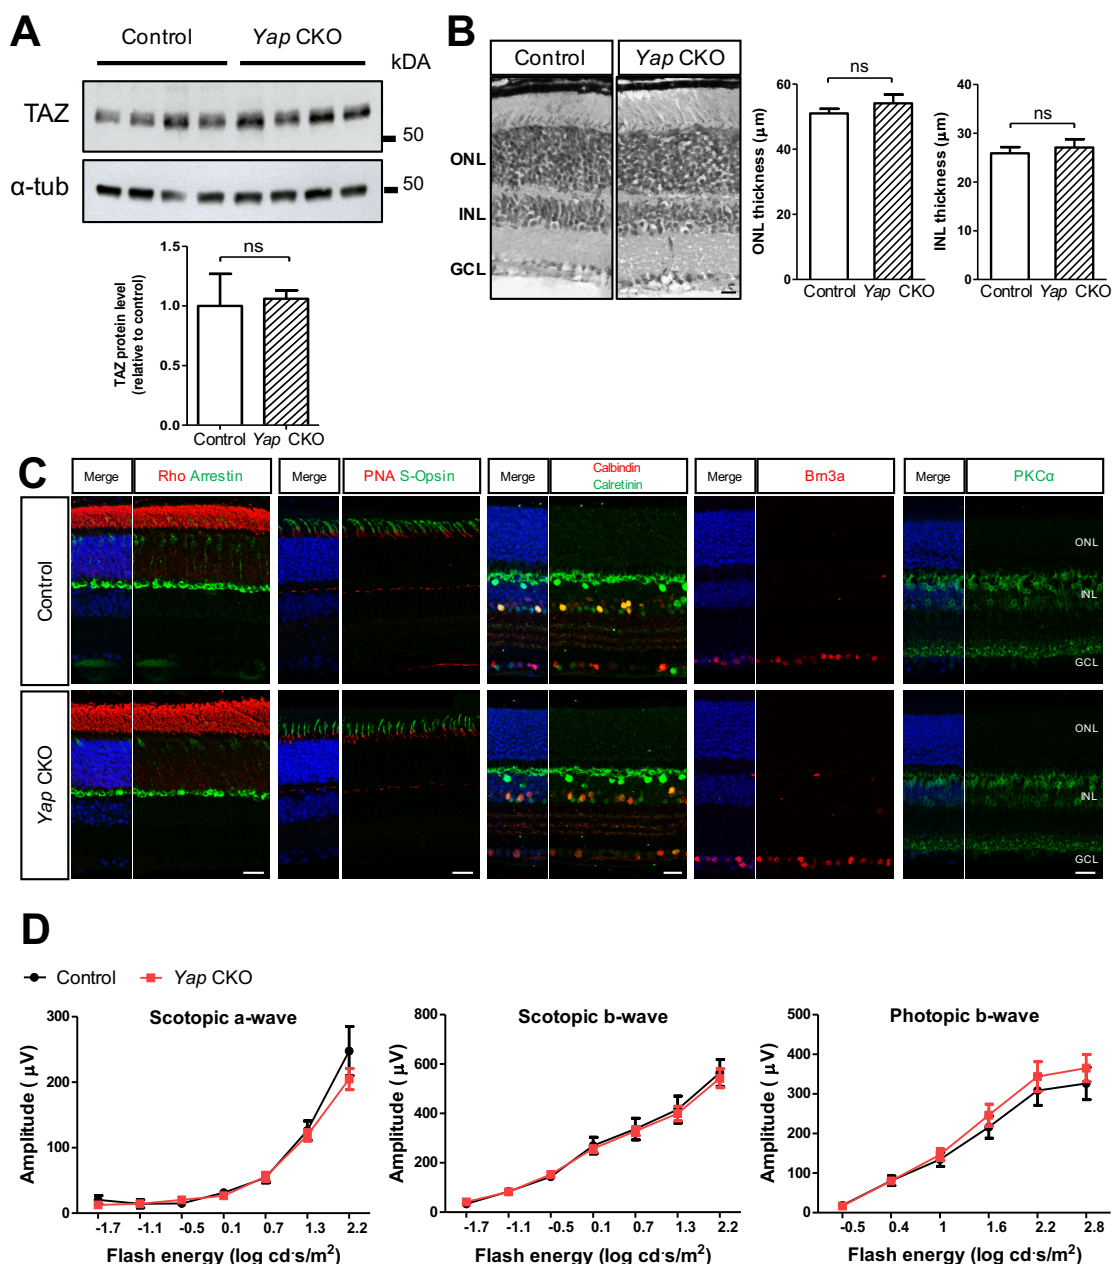 A
Control
Yap CKO
kDA
TAZ
50
α-tub
50
1.5
1.0
0.5
0.0
TAZ protein level
(relative to control)
ns
Control
Yap CKO
B
Control
Yap CKO
ONL
INL
GCL
60
40
20
0
ONL thickness (µm)
ns
Control
Yap CKO
40
30
20
10
0
INL thickness (µm)
ns
Control
Yap CKO
C
Merge
Rho Arrestin
Merge
PNA S-Opsin
Merge
Calbindin
Calretinin
Merge
Brn3a
Merge
PKCα
Control
ONL
INL
GCL
Yap CKO
ONL
INL
GCL
D
Control
Yap CKO
Scotopic a-wave
300
200
100
0
Amplitude ( µV)
-1.7 -1.1 -0.5 0.1 0.7 1.3 2.2
Flash energy (log cd·s/m²)
Scotopic b-wave
800
600
400
200
0
Amplitude ( µV)
-1.7 -1.1 -0.5 0.1 0.7 1.3 2.2
Flash energy (log cd·s/m²)
Photopic b-wave
500
400
300
200
100
0
Amplitude ( µV)
-0.5 0.4 1 1.6 2.2 2.8
Flash energy (log cd·s/m²)